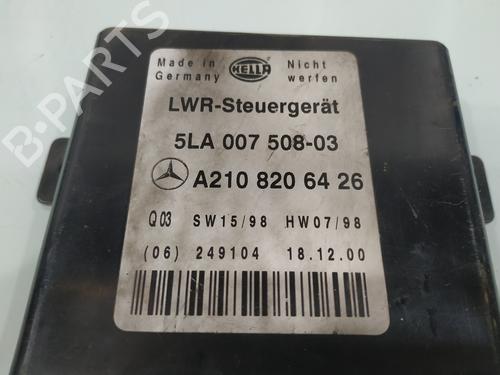 Made in Germany
HELLA
Nicht werfen
LWR-Steuergerät
5LA 007 508-03
A210 820 64 26
Q03 SW15/98 HW07/98
(06) 249104 18.12.00
B-PARTS